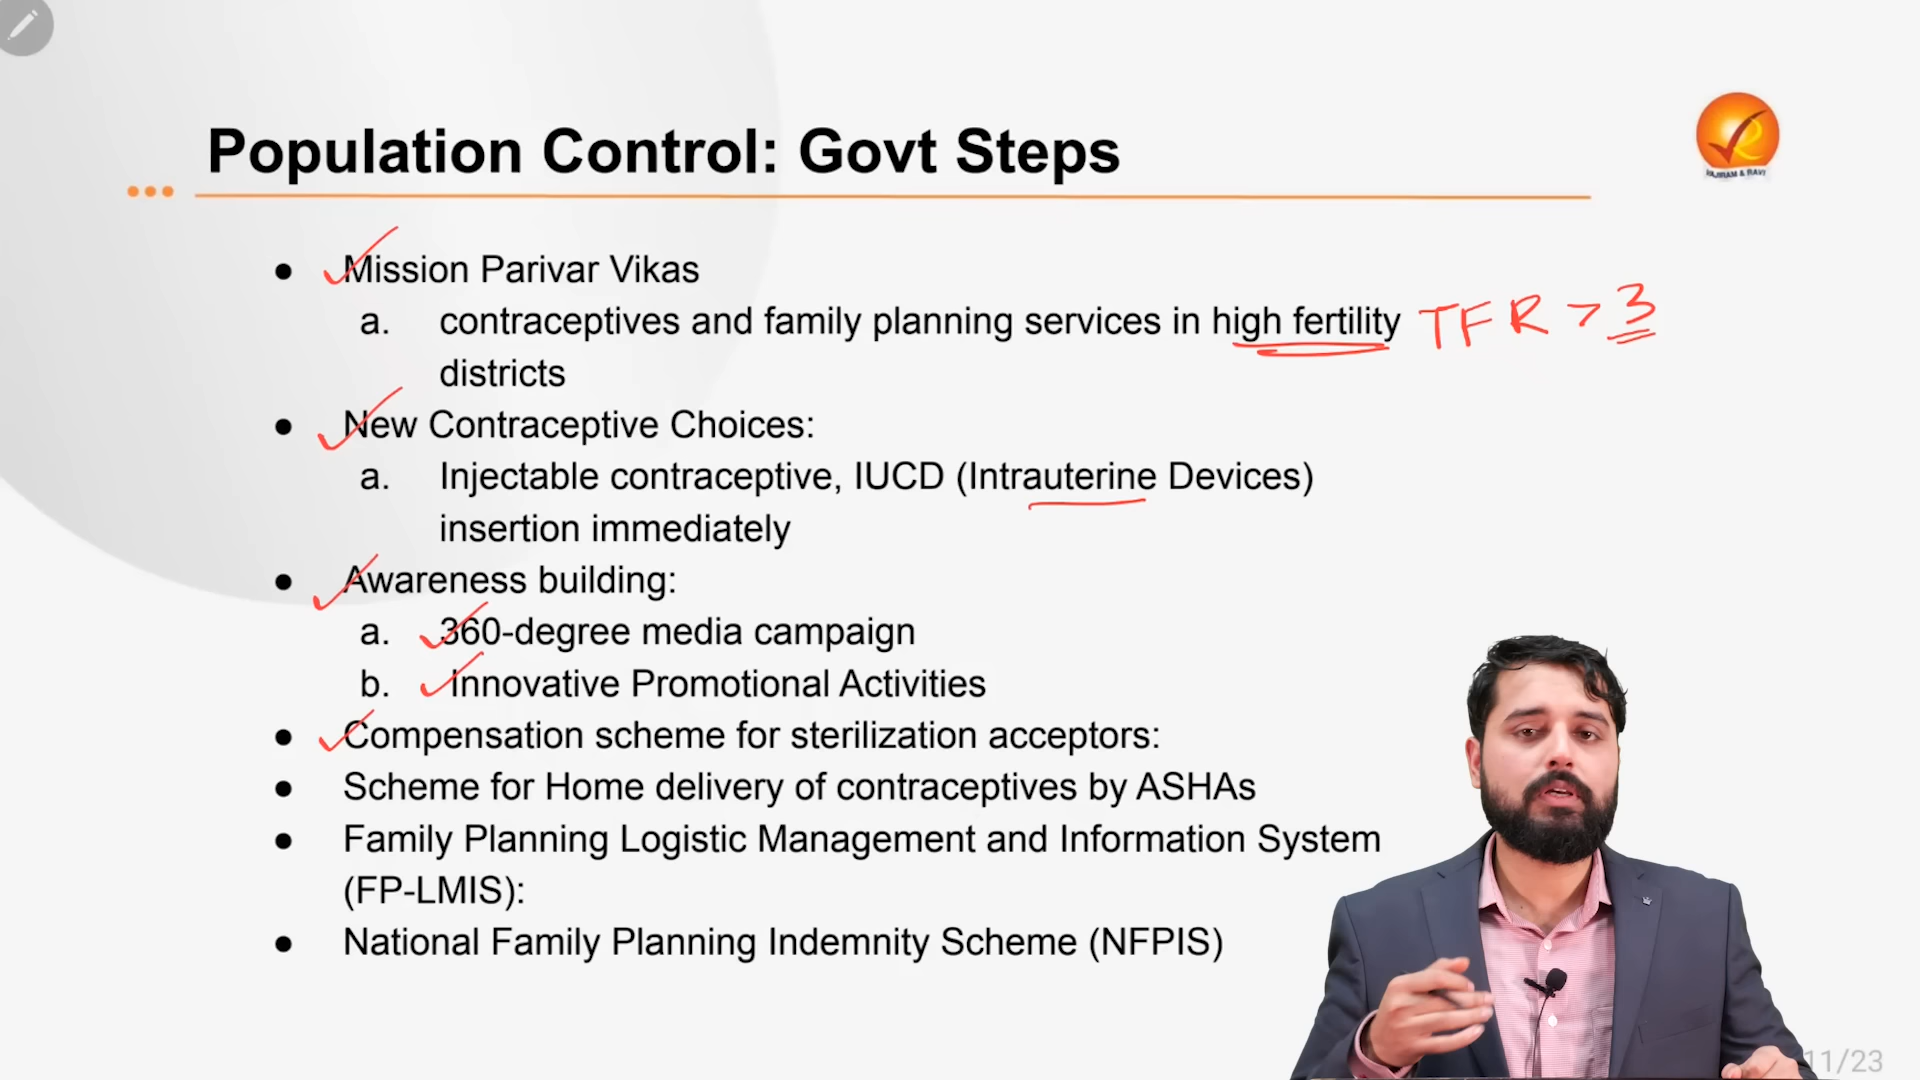 Population Control: Govt Steps
VAJIRAM & RAVI
● Mission Parivar Vikas
a. contraceptives and family planning services in high fertility TFR > 3
districts
● New Contraceptive Choices:
a. Injectable contraceptive, IUCD (Intrauterine Devices)
insertion immediately
● Awareness building:
a. 360-degree media campaign
b. Innovative Promotional Activities
● Compensation scheme for sterilization acceptors:
● Scheme for Home delivery of contraceptives by ASHAs
● Family Planning Logistic Management and Information System
(FP-LMIS):
● National Family Planning Indemnity Scheme (NFPIS)
11/23